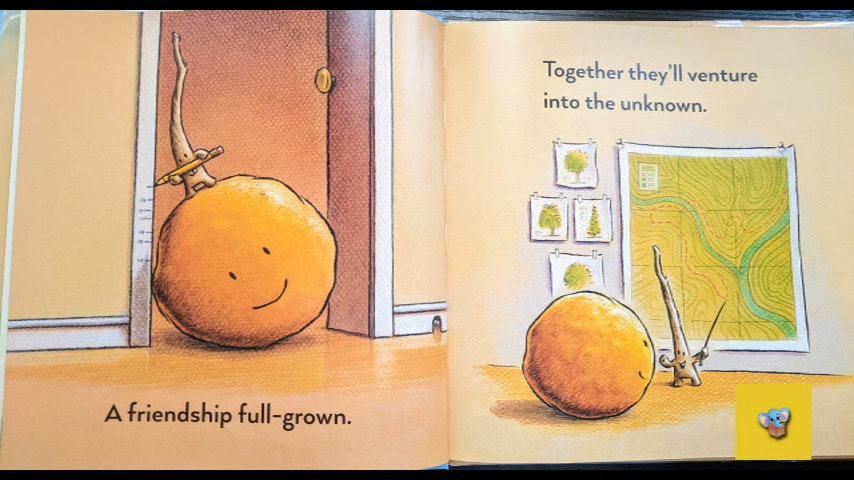 A friendship full-grown.
Together they'll venture
into the unknown.